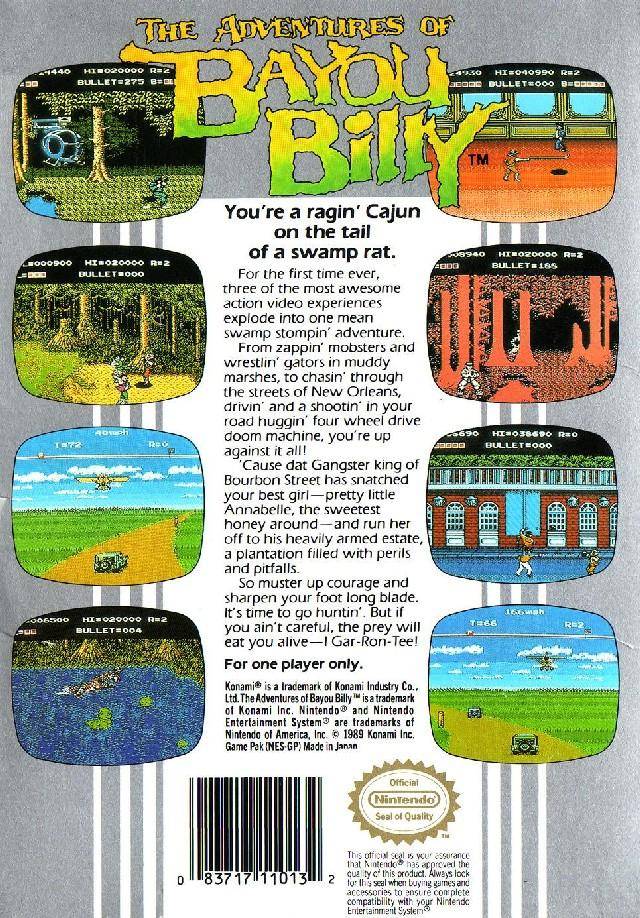 THE ADVENTURES OF
BAYOU
BILLY
TM
4440 HI=020000 R=2
BULLET=275 B=
4930 HI=040990 R=2
BULLET=000 B=
=000900 HI=020000 R=2
BULLET=000
08940 HI=020000 R=2
BULLET=185
40mph
T=72 R=0
690 HI=038690 R=0
BULLET=000
006500 HI=020000 R=2
BULLET=004
166mph
T=66 R=2
You're a ragin' Cajun
on the tail
of a swamp rat.
For the first time ever,
three of the most awesome
action video experiences
explode into one mean
swamp stompin' adventure.
From zappin' mobsters and
wrestlin' gators in muddy
marshes, to chasin' through
the streets of New Orleans,
drivin' and a shootin' in your
road huggin' four wheel drive
doom machine, you're up
against it all!
'Cause dat Gangster king of
Bourbon Street has snatched
your best girl—pretty little
Annabelle, the sweetest
honey around—and run her
off to his heavily armed estate,
a plantation filled with perils
and pitfalls.
So muster up courage and
sharpen your foot long blade.
It's time to go huntin'. But if
you ain't careful, the prey will
eat you alive—I Gar-Ron-Tee!
For one player only.
Konami® is a trademark of Konami Industry Co.,
Ltd. The Adventures of Bayou Billy™ is a trademark
of Konami Inc. Nintendo® and Nintendo
Entertainment System® are trademarks of
Nintendo of America, Inc. © 1989 Konami Inc.
Game Pak (NES-GP) Made in Japan
0 83717 11013 2
Official
Nintendo
Seal of Quality
TM
This official seal is your assurance
that Nintendo® has approved the
quality of this product. Always look
for this seal when buying games and
accessories to ensure complete
compatibility with your Nintendo
Entertainment System®